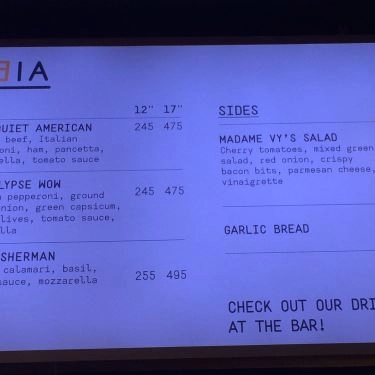 BIA
12" 17"
QUIET AMERICAN 245 475
beef, Italian
oni, ham, pancetta,
ella, tomato sauce
LYPSE WOW
pepperoni, ground 245 475
nion, green capsicum,
lives, tomato sauce,
lla
SHERMAN
calamari, basil, 255 495
sauce, mozzarella
SIDES
MADAME VY'S SALAD
Cherry tomatoes, mixed green
salad, red onion, crispy
bacon bits, parmesan cheese,
vinaigrette
GARLIC BREAD
CHECK OUT OUR DRI
AT THE BAR!